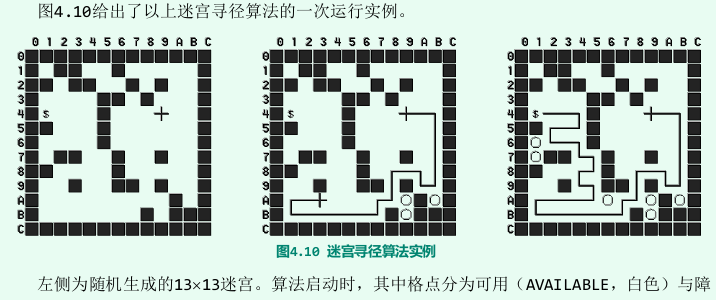 图4.10给出了以上迷宫寻径算法的一次运行实例。
0 1 2 3 4 5 6 7 8 9 A B C
0
1
2
3
4 $
5
6
7
8
9
A
B
C
0 1 2 3 4 5 6 7 8 9 A B C
0
1
2
3
4 $
5
6
7
8
9
A
B
C
0 1 2 3 4 5 6 7 8 9 A B C
0
1
2
3
4 $
5
6
7
8
9
A
B
C
图4.10 迷宫寻径算法实例
左侧为随机生成的13×13迷宫。算法启动时，其中格点分为可用（AVAILABLE，白色）与障